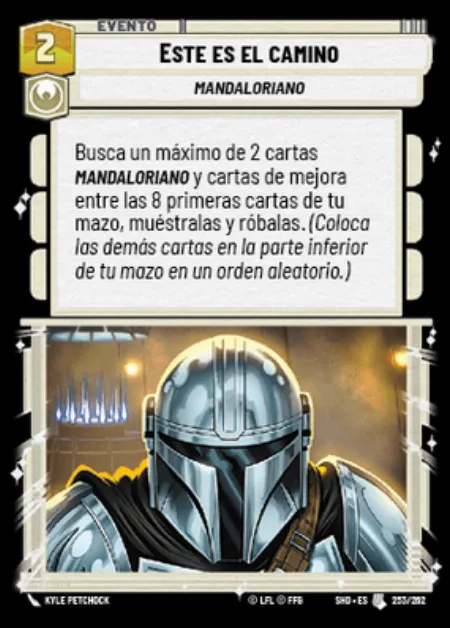 EVENTO
2
ESTE ES EL CAMINO
MANDALORIANO
Busca un máximo de 2 cartas
MANDALORIANO y cartas de mejora
entre las 8 primeras cartas de tu
mazo, muéstralas y róbalas. (Coloca
las demás cartas en la parte inferior
de tu mazo en un orden aleatorio.)
KYLE PETCHOCK
© LFL © FFG
SHD • ES
253/262